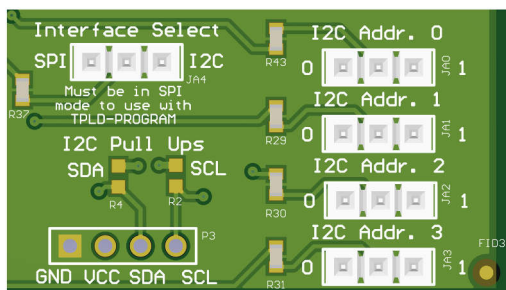 Interface Select
SPI
I2C
JA4
Must be in SPI
mode to use with
TPLD-PROGRAM
R37
I2C Pull Ups
SDA
SCL
R4
R2
P3
GND VCC SDA SCL
I2C Addr. 0
R43
0
1
JA0
I2C Addr. 1
R29
0
1
JA1
I2C Addr. 2
R30
0
1
JA2
I2C Addr. 3
R31
0
1
JA3
FID3